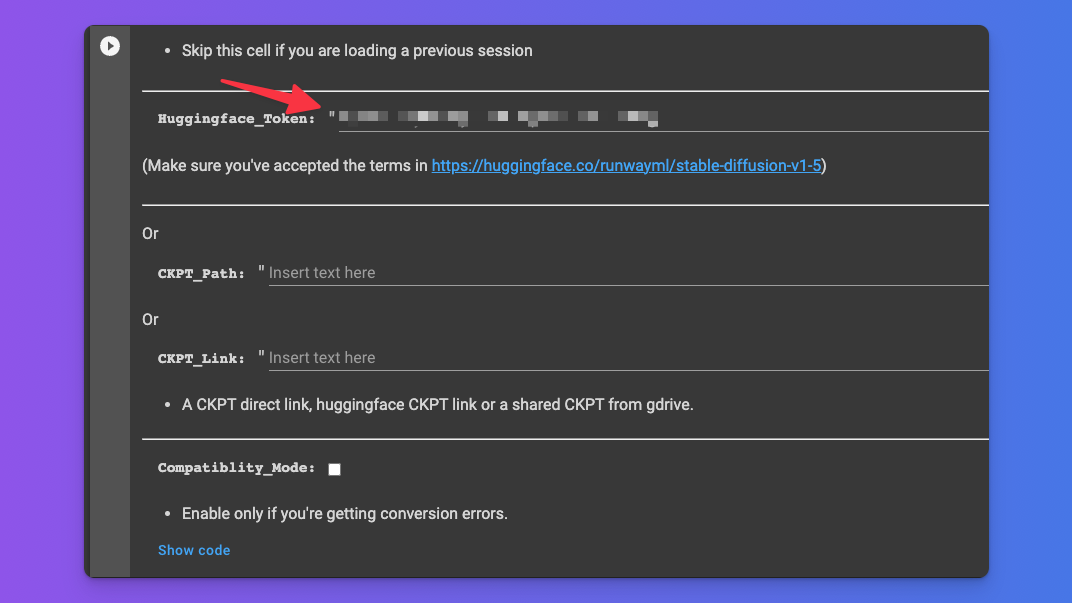 Skip this cell if you are loading a previous session
Huggingface_Token: "
(Make sure you've accepted the terms in https://huggingface.co/runwayml/stable-diffusion-v1-5)
Or
CKPT_Path: " Insert text here
Or
CKPT_Link: " Insert text here
A CKPT direct link, huggingface CKPT link or a shared CKPT from gdrive.
Compatiblity_Mode:
Enable only if you're getting conversion errors.
Show code